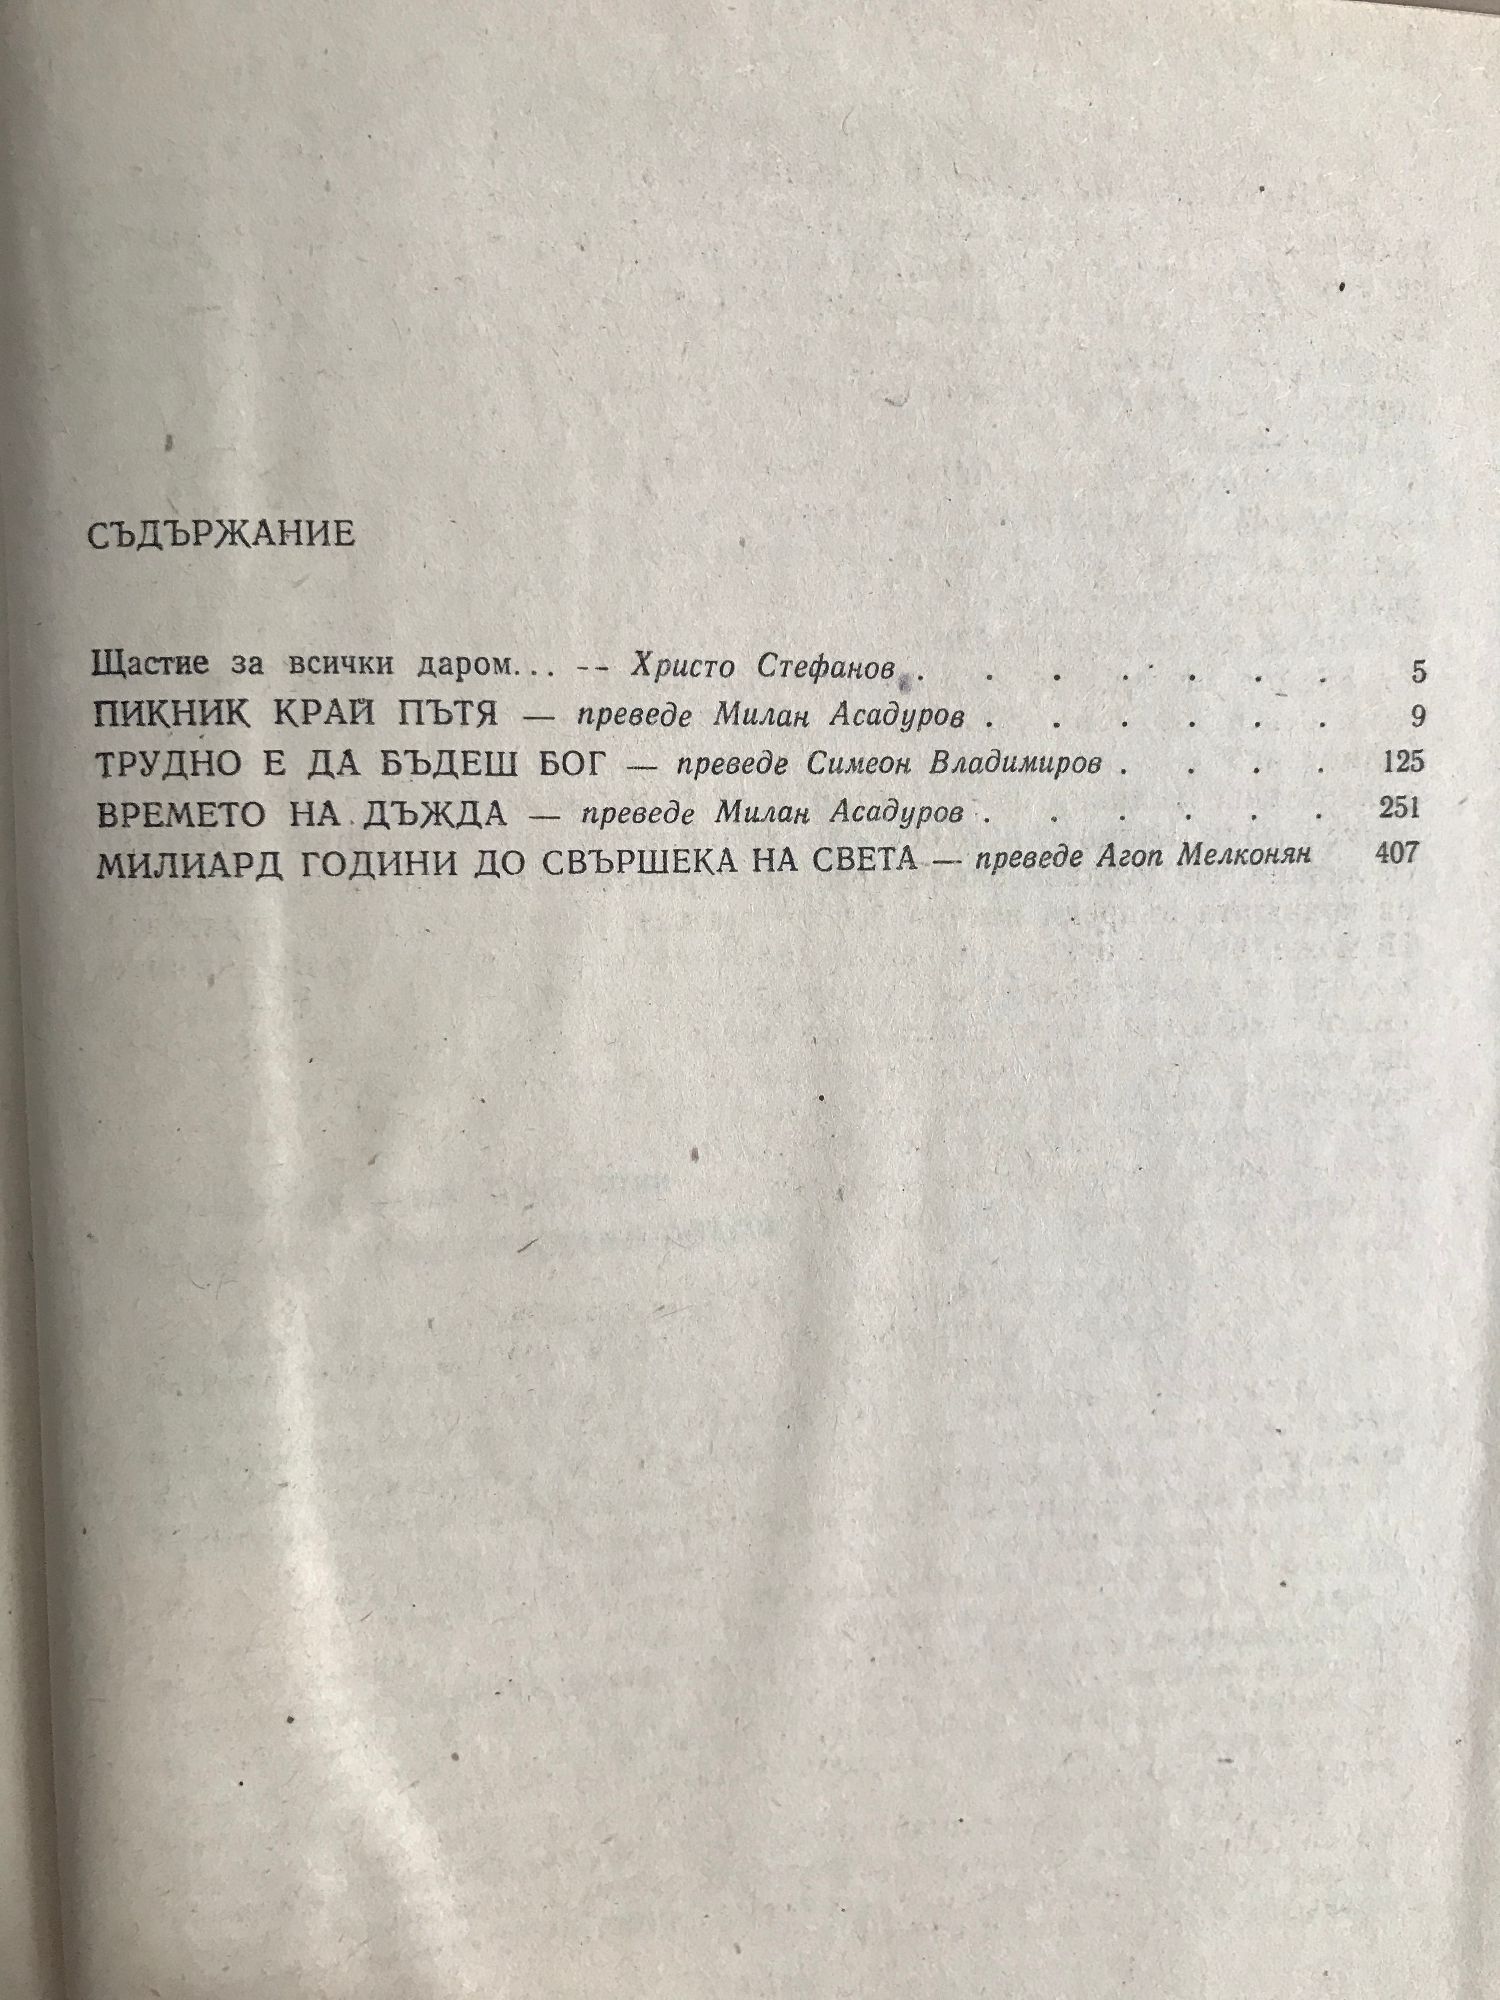 СЪДЪРЖАНИЕ
Щастие за всички даром... -- Христо Стефанов . . . . . . . 5
ПИКНИК КРАЙ ПЪТЯ — преведе Милан Асадуров . . . . . . 9
ТРУДНО Е ДА БЪДЕШ БОГ — преведе Симеон Владимиров . . . . 125
ВРЕМЕТО НА ДЪЖДА — преведе Милан Асадуров . . . . . . 251
МИЛИАРД ГОДИНИ ДО СВЪРШЕКА НА СВЕТА — преведе Агоп Мелконян 407